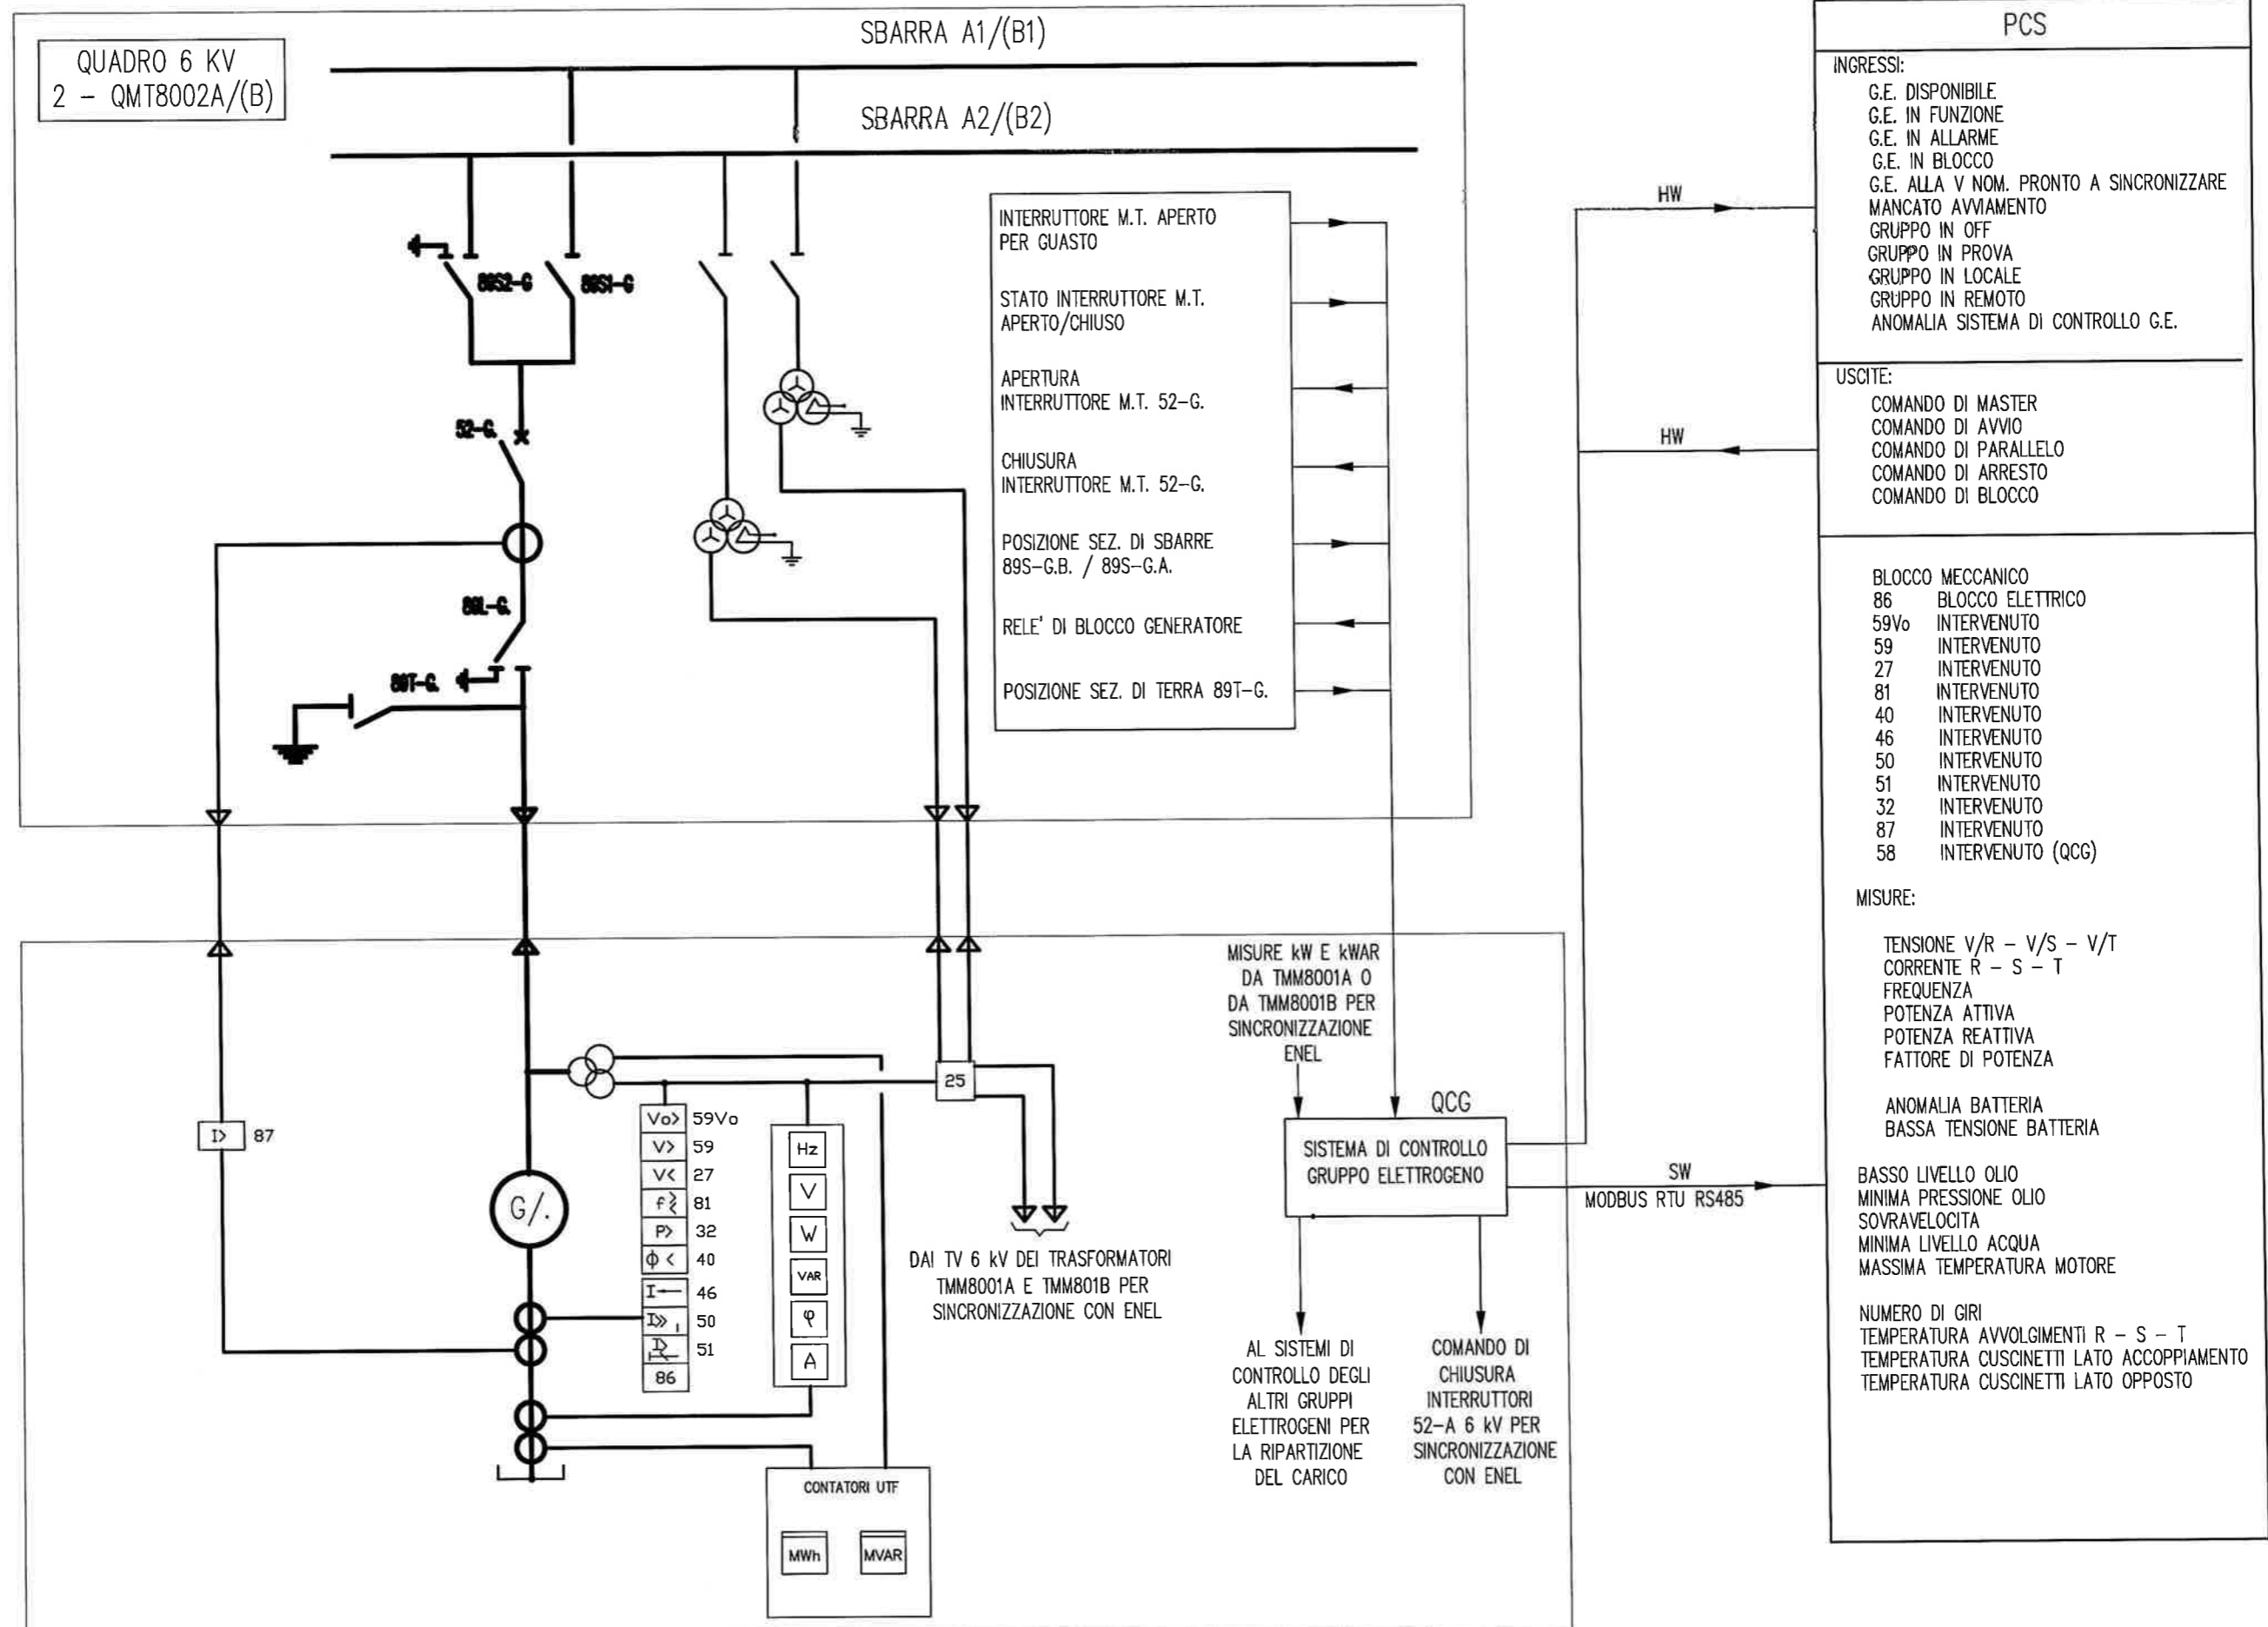 QUADRO 6 KV
2 - QMT8002A/(B)
SBARRA A1/(B1)
SBARRA A2/(B2)
89S2-G
89S1-G
52-G.
89L-G.
89T-G.
INTERRUTTORE M.T. APERTO
PER GUASTO
STATO INTERRUTTORE M.T.
APERTO/CHIUSO
APERTURA
INTERRUTTORE M.T. 52-G.
CHIUSURA
INTERRUTTORE M.T. 52-G.
POSIZIONE SEZ. DI SBARRE
89S-G.B. / 89S-G.A.
RELE' DI BLOCCO GENERATORE
POSIZIONE SEZ. DI TERRA 89T-G.
HW
HW
PCS
INGRESSI:
G.E. DISPONIBILE
G.E. IN FUNZIONE
G.E. IN ALLARME
G.E. IN BLOCCO
G.E. ALLA V NOM. PRONTO A SINCRONIZZARE
MANCATO AVVIAMENTO
GRUPPO IN OFF
GRUPPO IN PROVA
GRUPPO IN LOCALE
GRUPPO IN REMOTO
ANOMALIA SISTEMA DI CONTROLLO G.E.
USCITE:
COMANDO DI MASTER
COMANDO DI AVVIO
COMANDO DI PARALLELO
COMANDO DI ARRESTO
COMANDO DI BLOCCO
BLOCCO MECCANICO
86 BLOCCO ELETTRICO
59Vo INTERVENUTO
59 INTERVENUTO
27 INTERVENUTO
81 INTERVENUTO
40 INTERVENUTO
46 INTERVENUTO
50 INTERVENUTO
51 INTERVENUTO
32 INTERVENUTO
87 INTERVENUTO
58 INTERVENUTO (QCG)
MISURE:
TENSIONE V/R - V/S - V/T
CORRENTE R - S - T
FREQUENZA
POTENZA ATTIVA
POTENZA REATTIVA
FATTORE DI POTENZA
ANOMALIA BATTERIA
BASSA TENSIONE BATTERIA
BASSO LIVELLO OLIO
MINIMA PRESSIONE OLIO
SOVRAVELOCITA
MINIMA LIVELLO ACQUA
MASSIMA TEMPERATURA MOTORE
NUMERO DI GIRI
TEMPERATURA AVVOLGIMENTI R - S - T
TEMPERATURA CUSCINETTI LATO ACCOPPIAMENTO
TEMPERATURA CUSCINETTI LATO OPPOSTO
I> 87
G/.
Vo> 59Vo
V> 59
V< 27
f 81
P> 32
ϕ < 40
I 46
I>> 50
I> 51
86
Hz
V
W
VAR
φ
A
25
DAI TV 6 kV DEI TRASFORMATORI
TMM8001A E TMM801B PER
SINCRONIZZAZIONE CON ENEL
CONTATORI UTF
MWh
MVAR
MISURE kW E kWAR
DA TMM8001A O
DA TMM8001B PER
SINCRONIZZAZIONE
ENEL
QCG
SISTEMA DI CONTROLLO
GRUPPO ELETTROGENO
SW
MODBUS RTU RS485
AL SISTEMI DI
CONTROLLO DEGLI
ALTRI GRUPPI
ELETTROGENI PER
LA RIPARTIZIONE
DEL CARICO
COMANDO DI
CHIUSURA
INTERRUTTORI
52-A 6 kV PER
SINCRONIZZAZIONE
CON ENEL